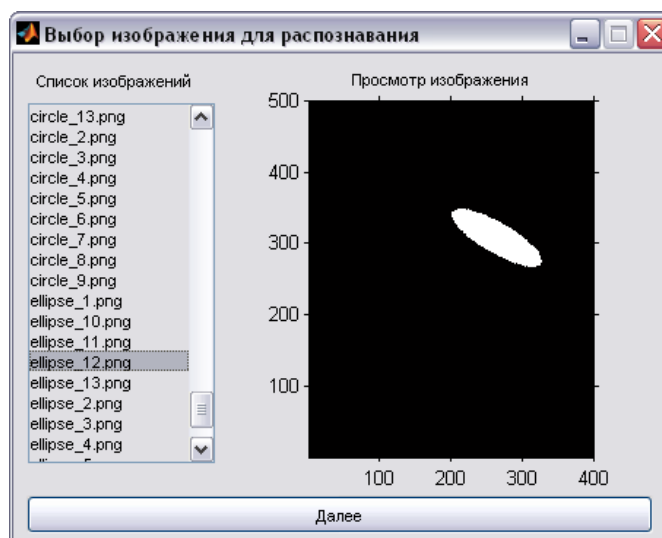 Выбор изображения для распознавания
Список изображений
circle_13.png
circle_2.png
circle_3.png
circle_4.png
circle_5.png
circle_6.png
circle_7.png
circle_8.png
circle_9.png
ellipse_1.png
ellipse_10.png
ellipse_11.png
ellipse_12.png
ellipse_13.png
ellipse_2.png
ellipse_3.png
ellipse_4.png
Просмотр изображения
500
400
300
200
100
100 200 300 400
Далее